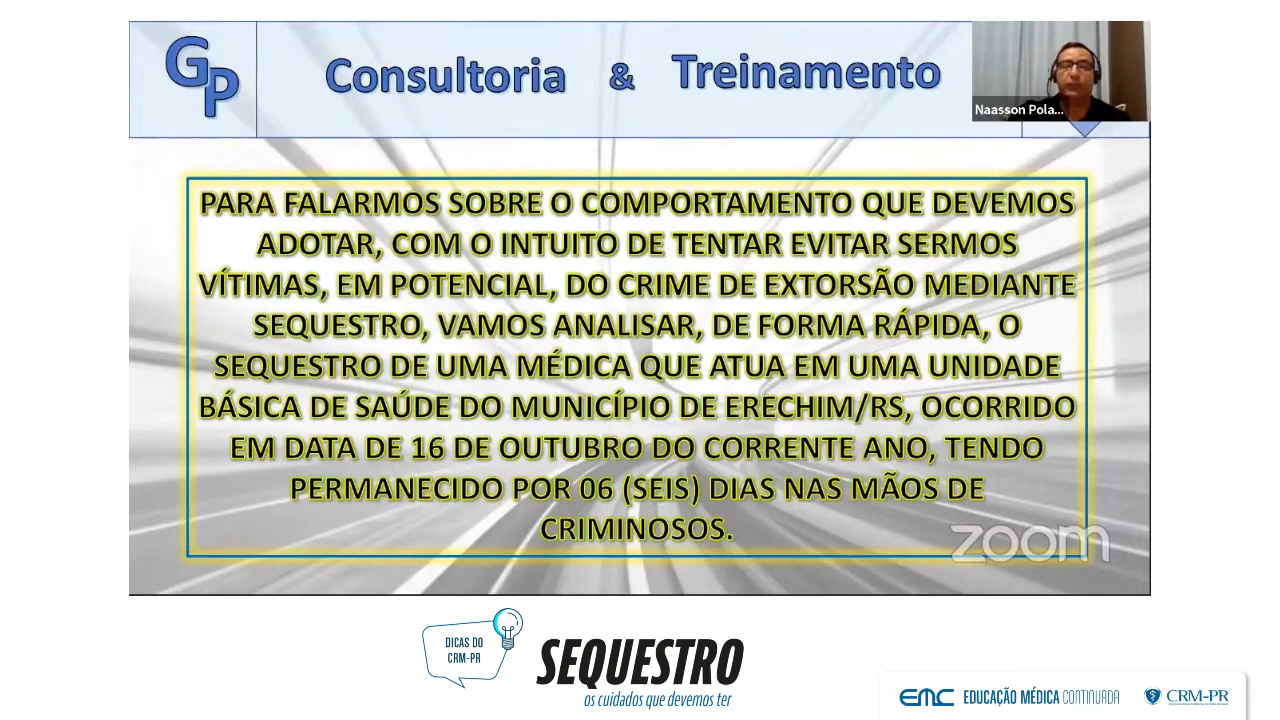 GP
Consultoria & Treinamento
Naasson Pola...
PARA FALARMOS SOBRE O COMPORTAMENTO QUE DEVEMOS
ADOTAR, COM O INTUITO DE TENTAR EVITAR SERMOS
VÍTIMAS, EM POTENCIAL, DO CRIME DE EXTORSÃO MEDIANTE
SEQUESTRO, VAMOS ANALISAR, DE FORMA RÁPIDA, O
SEQUESTRO DE UMA MÉDICA QUE ATUA EM UMA UNIDADE
BÁSICA DE SAÚDE DO MUNICÍPIO DE ERECHIM/RS, OCORRIDO
EM DATA DE 16 DE OUTUBRO DO CORRENTE ANO, TENDO
PERMANECIDO POR 06 (SEIS) DIAS NAS MÃOS DE
CRIMINOSOS.
zoom
DICAS DO
CRM-PR
SEQUESTRO
os cuidados que devemos ter
EMC EDUCAÇÃO MÉDICA CONTINUADA
CRM-PR